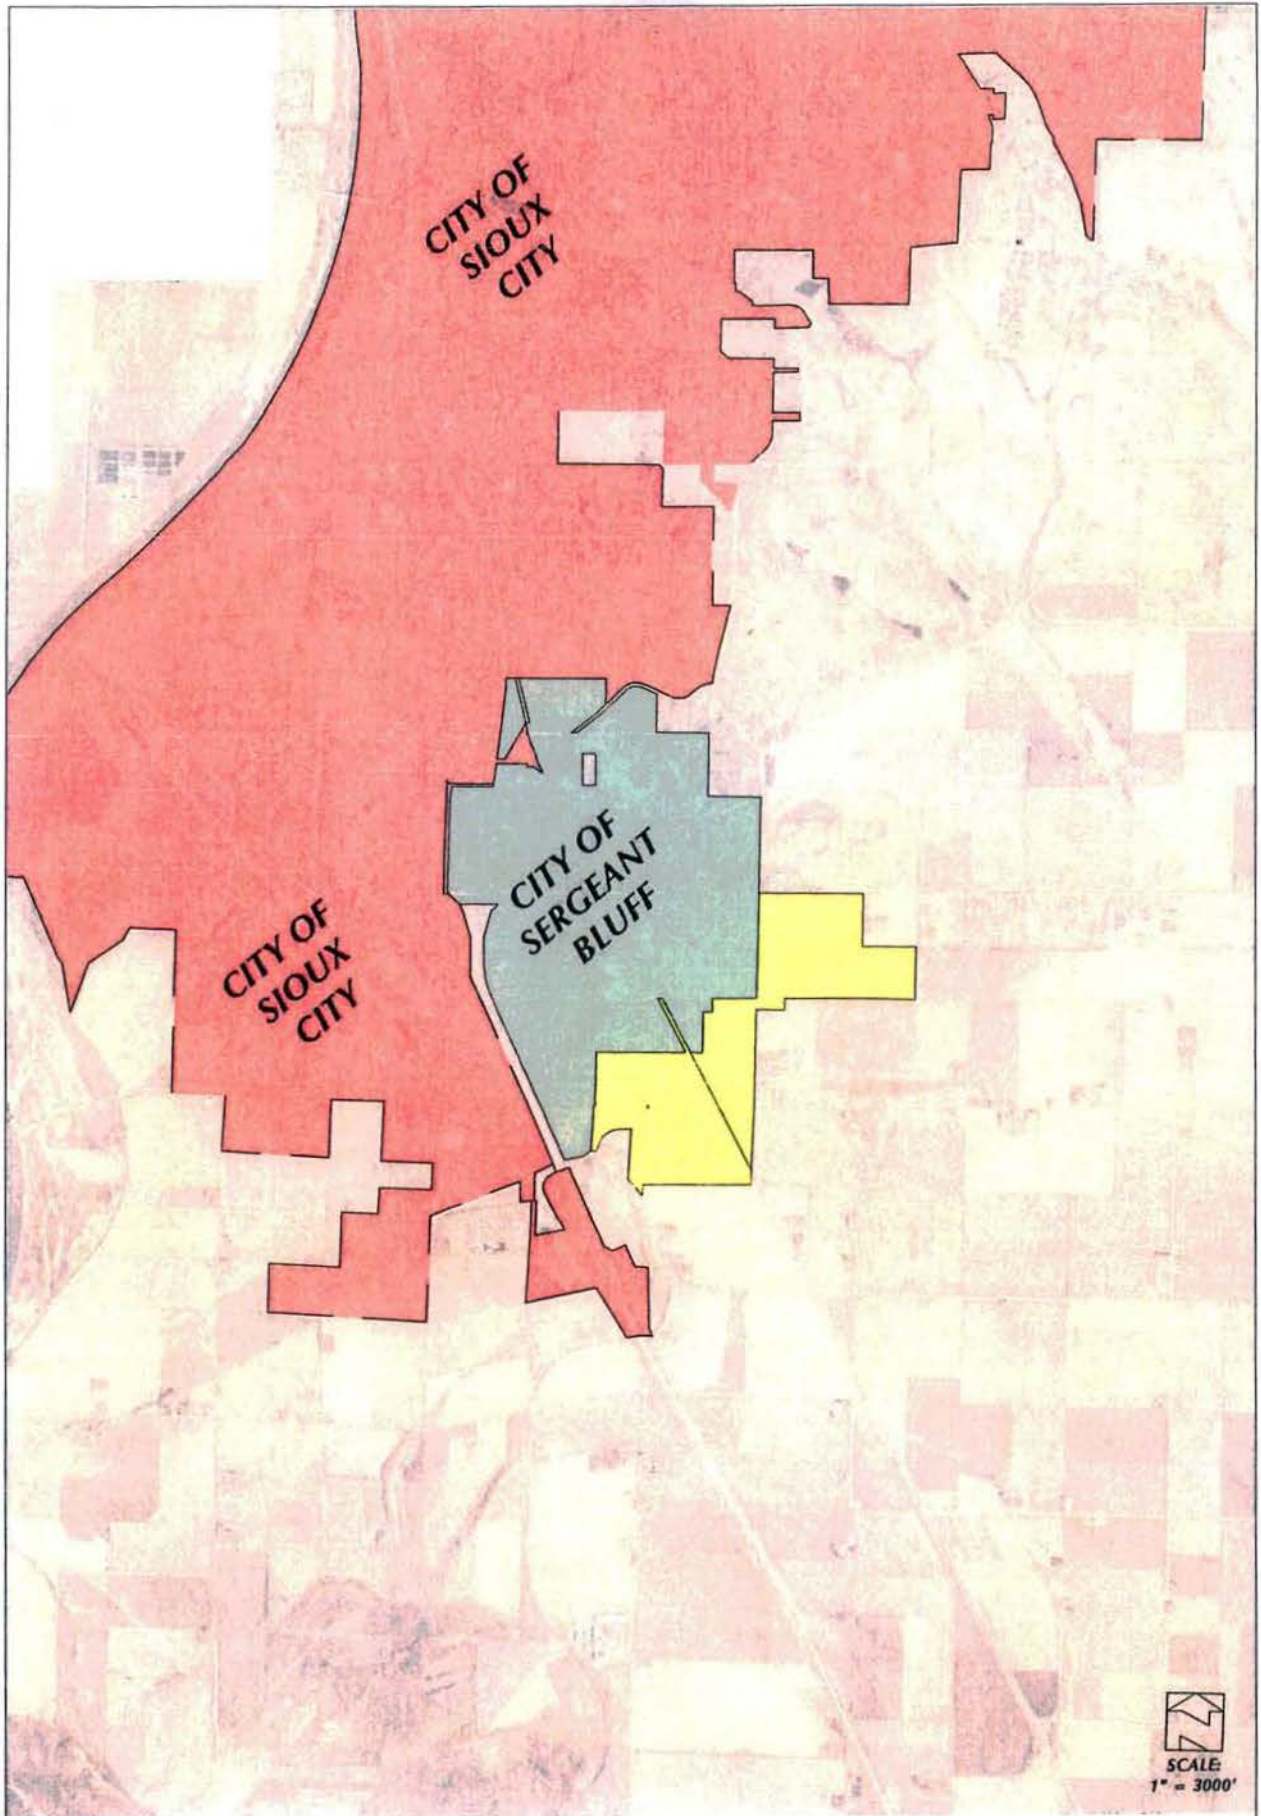 CITY OF
SIOUX
CITY
CITY OF
SERGEANT
BLUFF
CITY OF
SIOUX
CITY
SCALE:
1" = 3000'